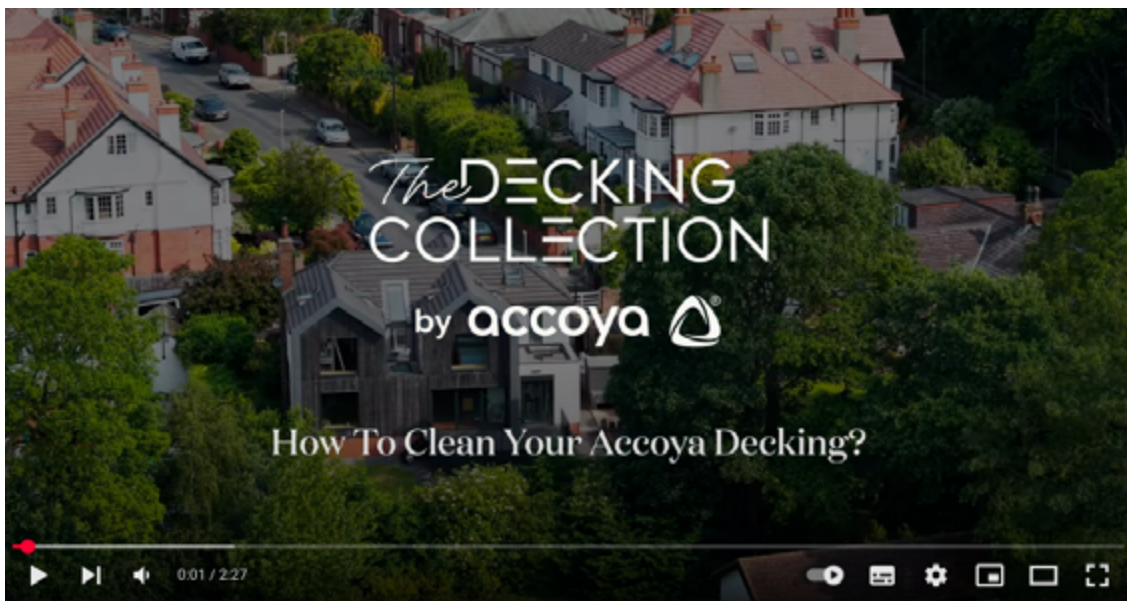 The DECKING
COLLECTION
by accoya ®
How To Clean Your Accoya Decking?
0:01 / 2:27